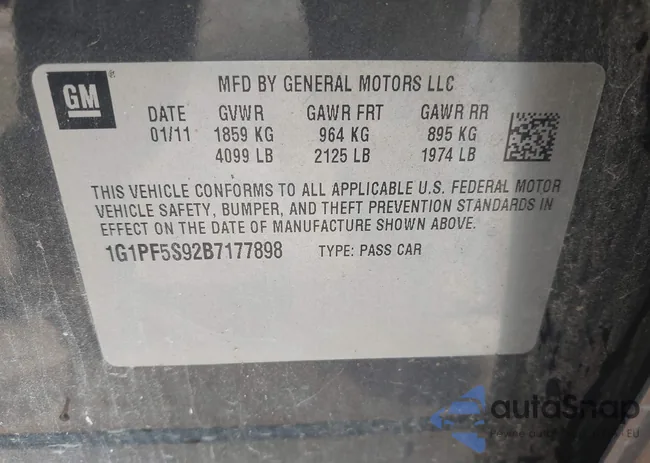 GM
MFD BY GENERAL MOTORS LLC
DATE GVWR GAWR FRT GAWR RR
01/11 1859 KG 964 KG 895 KG
4099 LB 2125 LB 1974 LB
THIS VEHICLE CONFORMS TO ALL APPLICABLE U.S. FEDERAL MOTOR
VEHICLE SAFETY, BUMPER, AND THEFT PREVENTION STANDARDS IN
EFFECT ON THE DATE OF MANUFACTURE SHOWN ABOVE.
1G1PF5S92B7177898 TYPE: PASS CAR
autoSnap